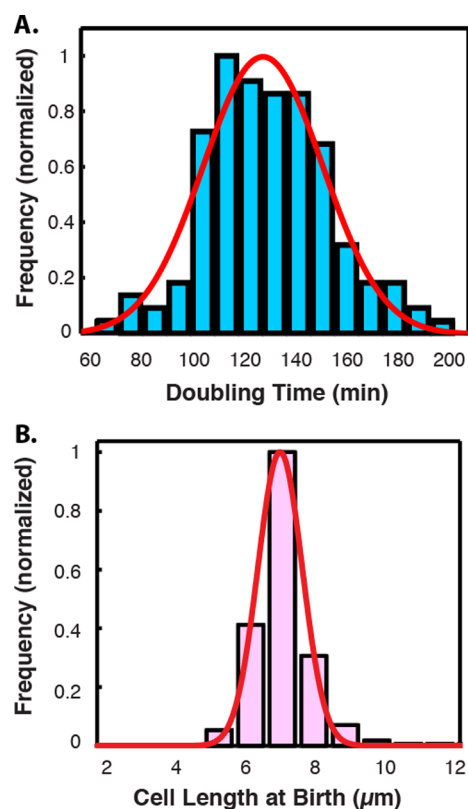 A.
Frequency (normalized)
1
0.8
0.6
0.4
0.2
0
60 80 100 120 140 160 180 200
Doubling Time (min)
B.
Frequency (normalized)
1
0.8
0.6
0.4
0.2
0
2 4 6 8 10 12
Cell Length at Birth (μm)